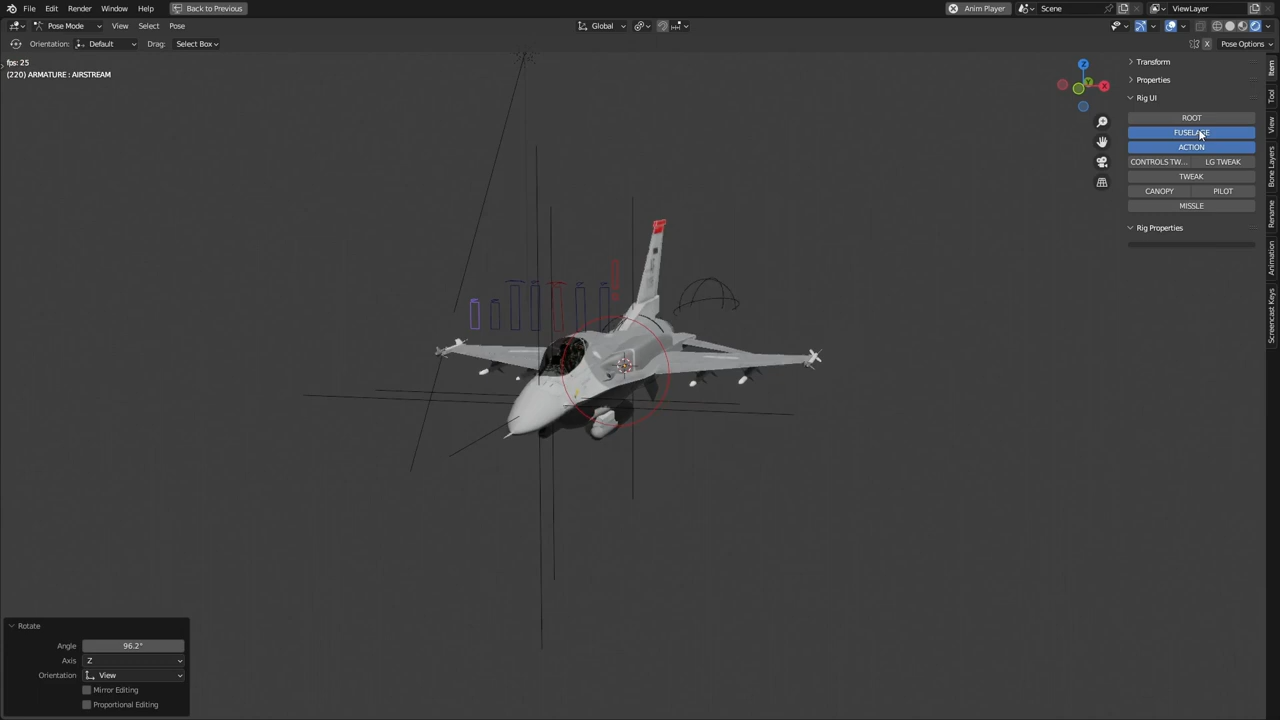 File Edit Render Window Help Back to Previous Anim Player Scene ViewLayer
Pose Mode View Select Pose Global
Orientation: Default Drag: Select Box X Pose Options
fps: 25
(220) ARMATURE : AIRSTREAM
Z
Y
X
Transform
Properties
Rig UI
ROOT
FUSELAGE
ACTION
CONTROLS TW... LG TWEAK
TWEAK
CANOPY PILOT
MISSLE
Rig Properties
Item
Tool
View
Bone Layers
Rename
Animation
Screencast Keys
Rotate
Angle 96.2°
Axis Z
Orientation View
Mirror Editing
Proportional Editing